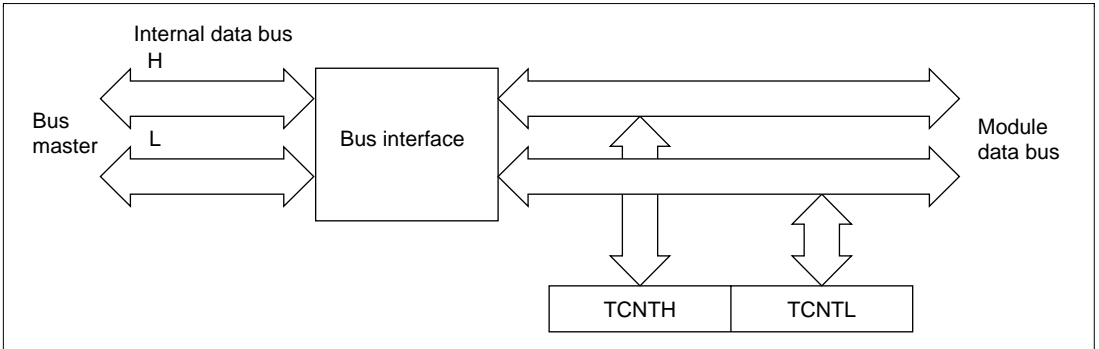 Internal data bus
H
Bus
master
L
Bus interface
Module
data bus
TCNTH
TCNTL